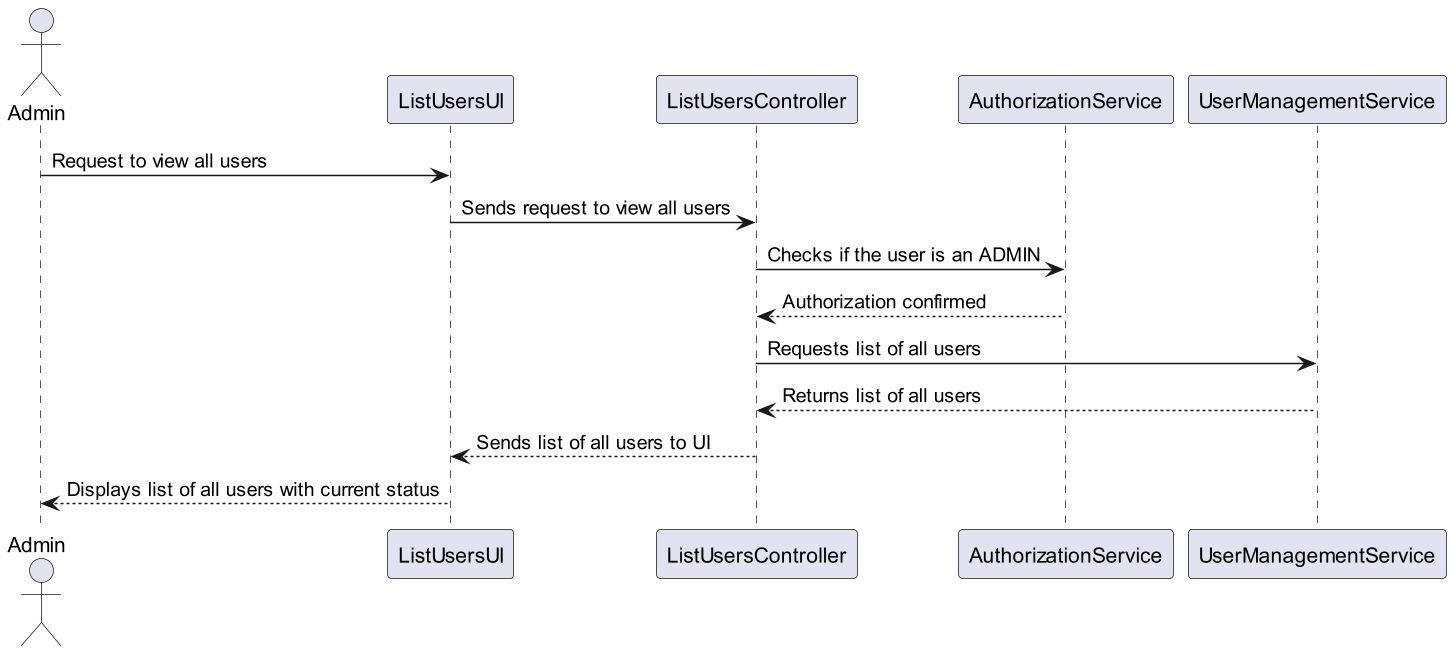 Admin
ListUsersUI
ListUsersController
AuthorizationService
UserManagementService
Request to view all users
Sends request to view all users
Checks if the user is an ADMIN
Authorization confirmed
Requests list of all users
Returns list of all users
Sends list of all users to UI
Displays list of all users with current status
Admin
ListUsersUI
ListUsersController
AuthorizationService
UserManagementService